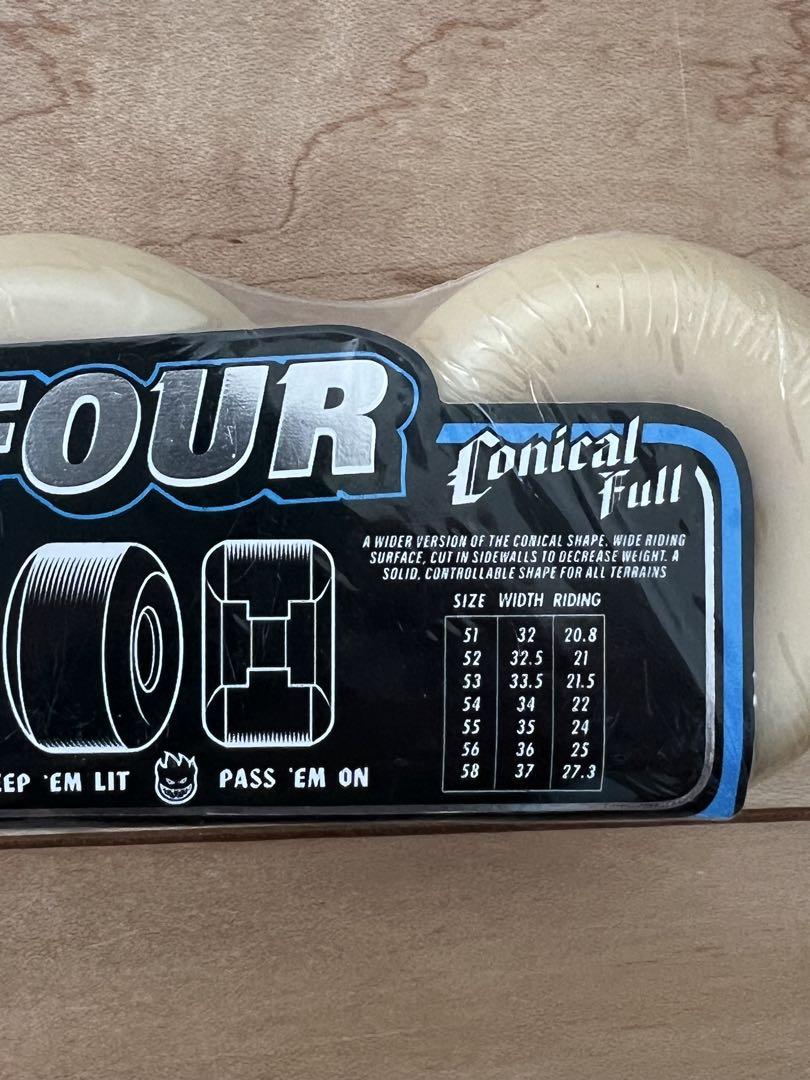 FOUR
Conical
Full
A WIDER VERSION OF THE CONICAL SHAPE. WIDE RIDING
SURFACE, CUT IN SIDEWALLS TO DECREASE WEIGHT. A
SOLID, CONTROLLABLE SHAPE FOR ALL TERRAINS
SIZE WIDTH RIDING
51 32 20.8
52 32.5 21
53 33.5 21.5
54 34 22
55 35 24
56 36 25
58 37 27.3
EEP 'EM LIT PASS 'EM ON